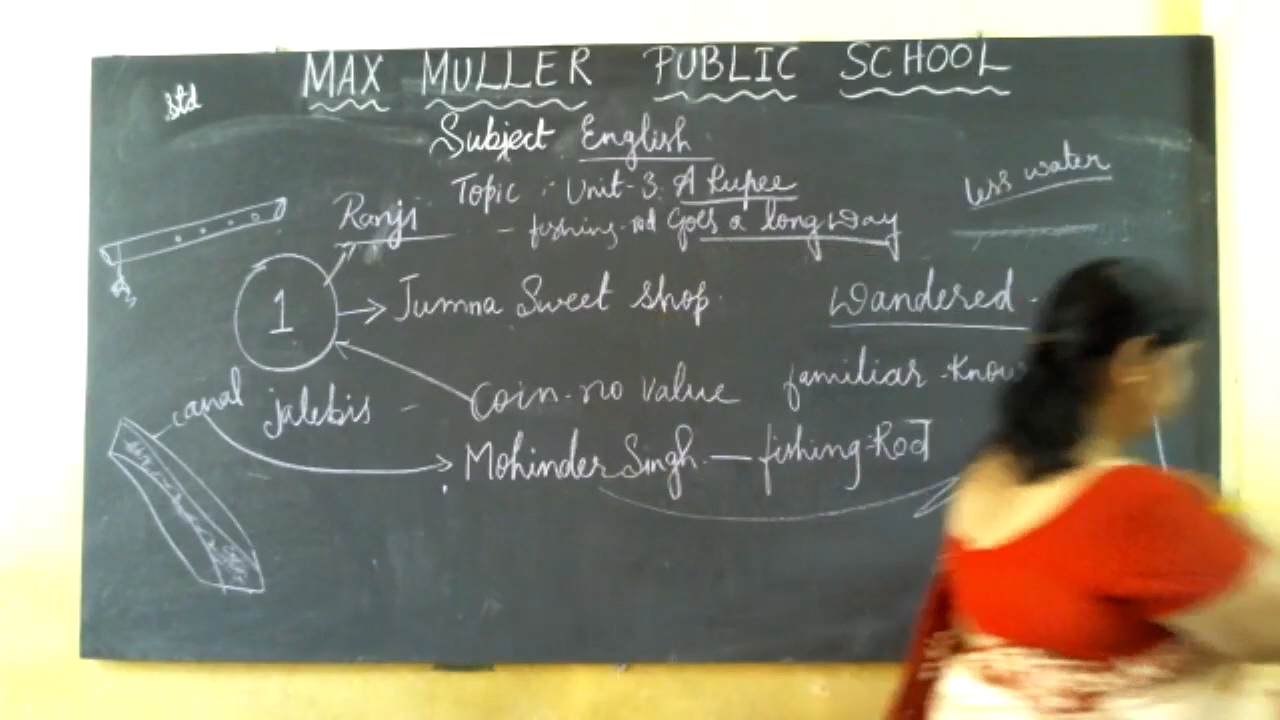 MAX MULLER PUBLIC SCHOOL
std
Subject English
less water
Topic :- Unit-3. A Rupee
Ranji - fishing-rod Goes a long Way
1
Jumna Sweet shop.
Wandered -
canal
jalebis -
Coin-no value
familiar - Know
Mohinder Singh. — fishing-Rod